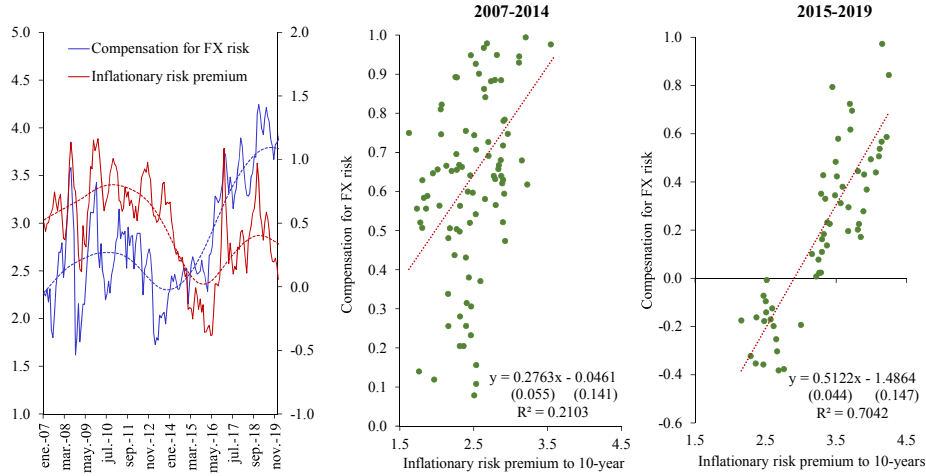 2007-2014
2015-2019
5.0
4.5
4.0
3.5
3.0
2.5
2.0
1.5
1.0
Compensation for FX risk
Inflationary risk premium
2.0
1.5
1.0
0.5
0.0
-0.5
-1.0
ene.-07
mar.-08
may.-09
jul.-10
sep.-11
nov.-12
ene.-14
mar.-15
may.-16
jul.-17
sep.-18
nov.-19
Compensation for FX risk
1.0
0.9
0.8
0.7
0.6
0.5
0.4
0.3
0.2
0.1
0.0
y = 0.2763x - 0.0461
(0.055) (0.141)
R² = 0.2103
1.5 2.5 3.5 4.5
Inflationary risk premium to 10-year
Compesnation for FX risk
1.0
0.8
0.6
0.4
0.2
0.0
-0.2
-0.4
-0.6
y = 0.5122x - 1.4864
(0.044) (0.147)
R² = 0.7042
1.5 2.5 3.5 4.5
Inflationary risk premium to 10-years